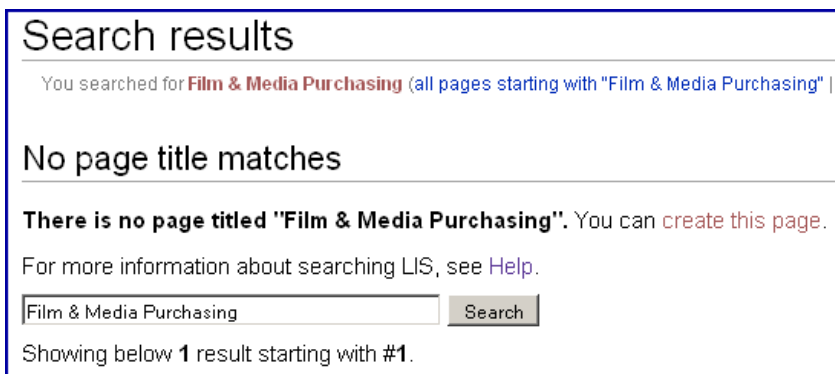 Search results
You searched for Film & Media Purchasing (all pages starting with "Film & Media Purchasing" |
No page title matches
There is no page titled "Film & Media Purchasing". You can create this page.
For more information about searching LIS, see Help.
Film & Media Purchasing Search
Showing below 1 result starting with #1.